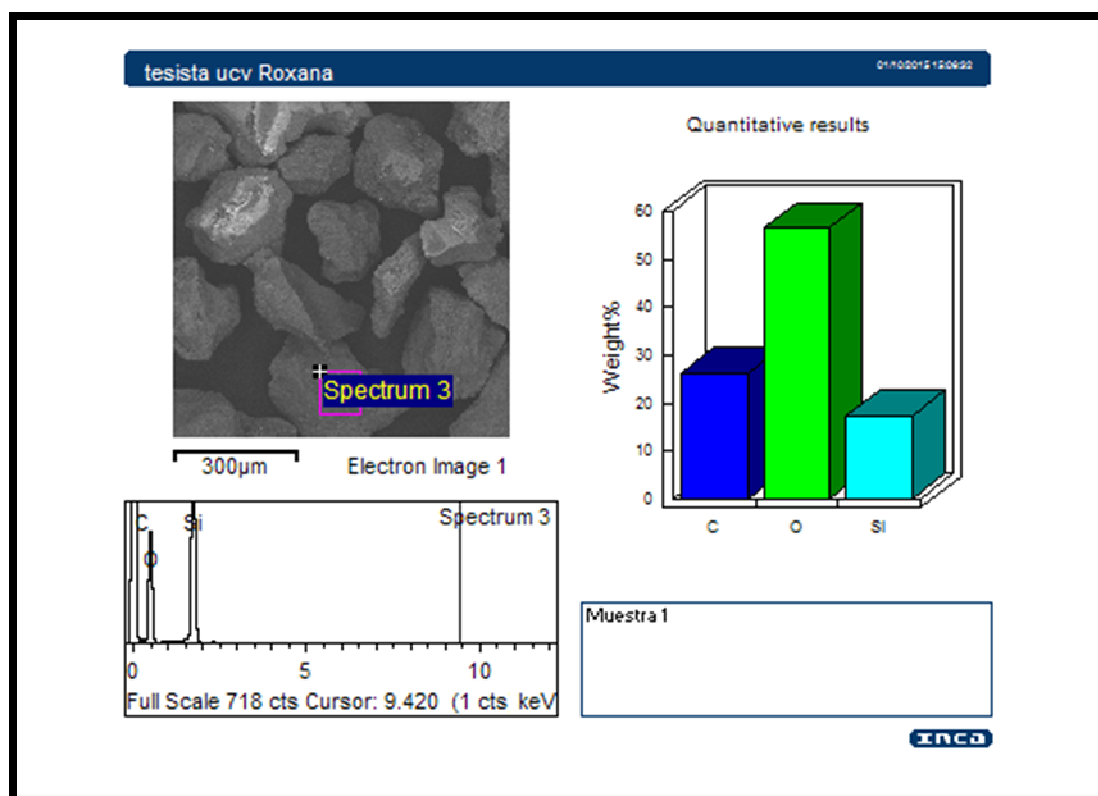 tesista ucv Roxana
Quantitative results
Spectrum 3
300µm
Electron Image 1
Weight%
60
50
40
30
20
10
0
C
O
Si
C
Si
O
Spectrum 3
0
5
10
Full Scale 718 cts Cursor: 9.420 (1 cts keV
Muestra 1
INCA